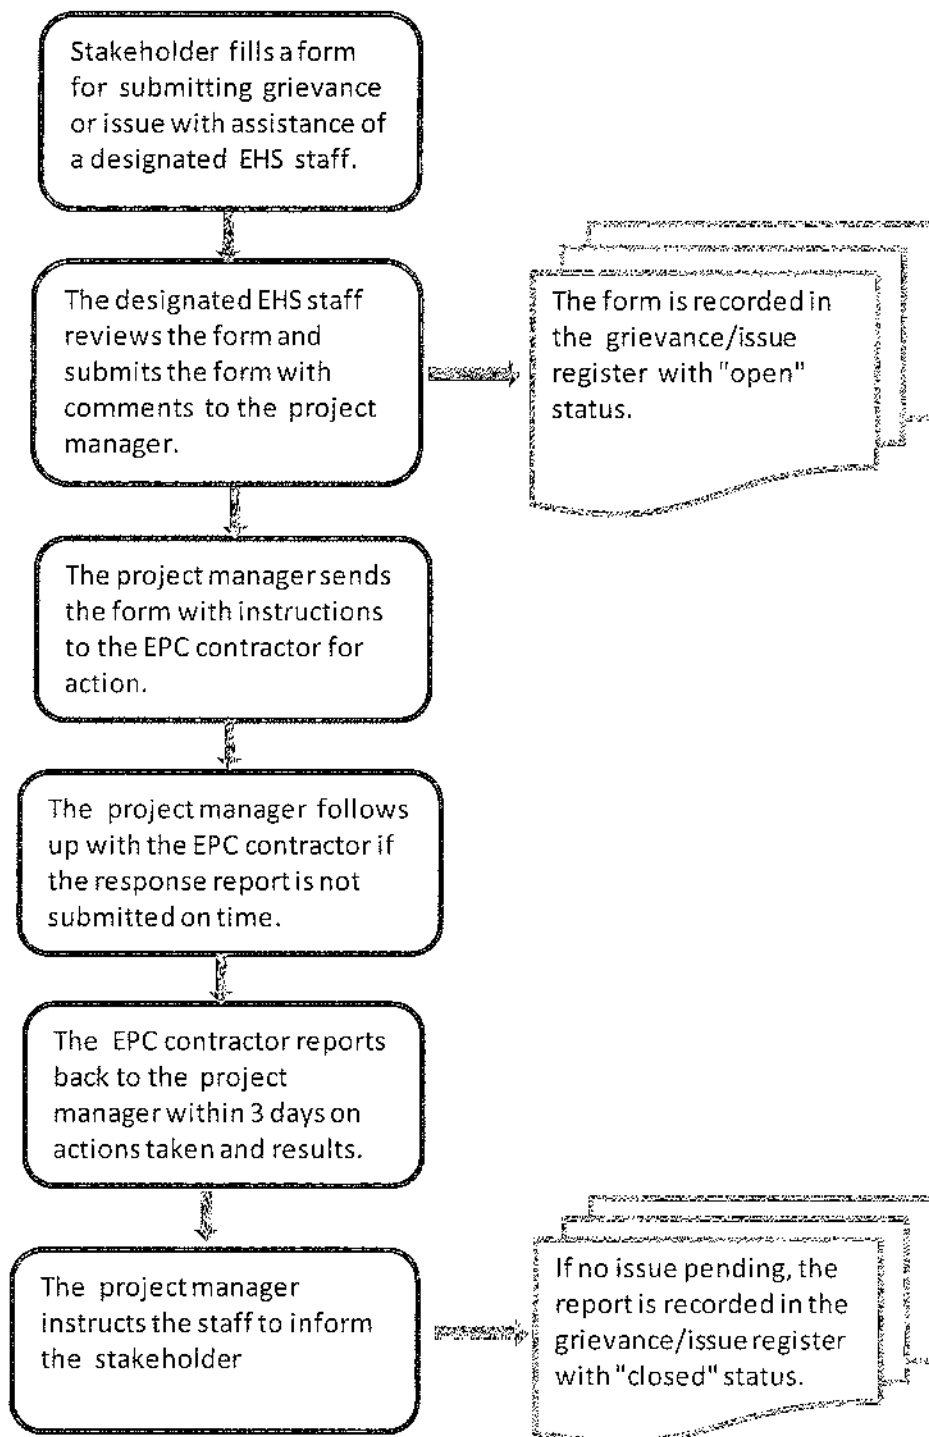 Stakeholder fills a form
for submitting grievance
or issue with assistance of
a designated EHS staff.
The designated EHS staff
reviews the form and
submits the form with
comments to the project
manager.
The form is recorded in
the grievance/issue
register with "open"
status.
The project manager sends
the form with instructions
to the EPC contractor for
action.
The project manager follows
up with the EPC contractor if
the response report is not
submitted on time.
The EPC contractor reports
back to the project
manager within 3 days on
actions taken and results.
The project manager
instructs the staff to inform
the stakeholder
If no issue pending, the
report is recorded in the
grievance/issue register
with "closed" status.